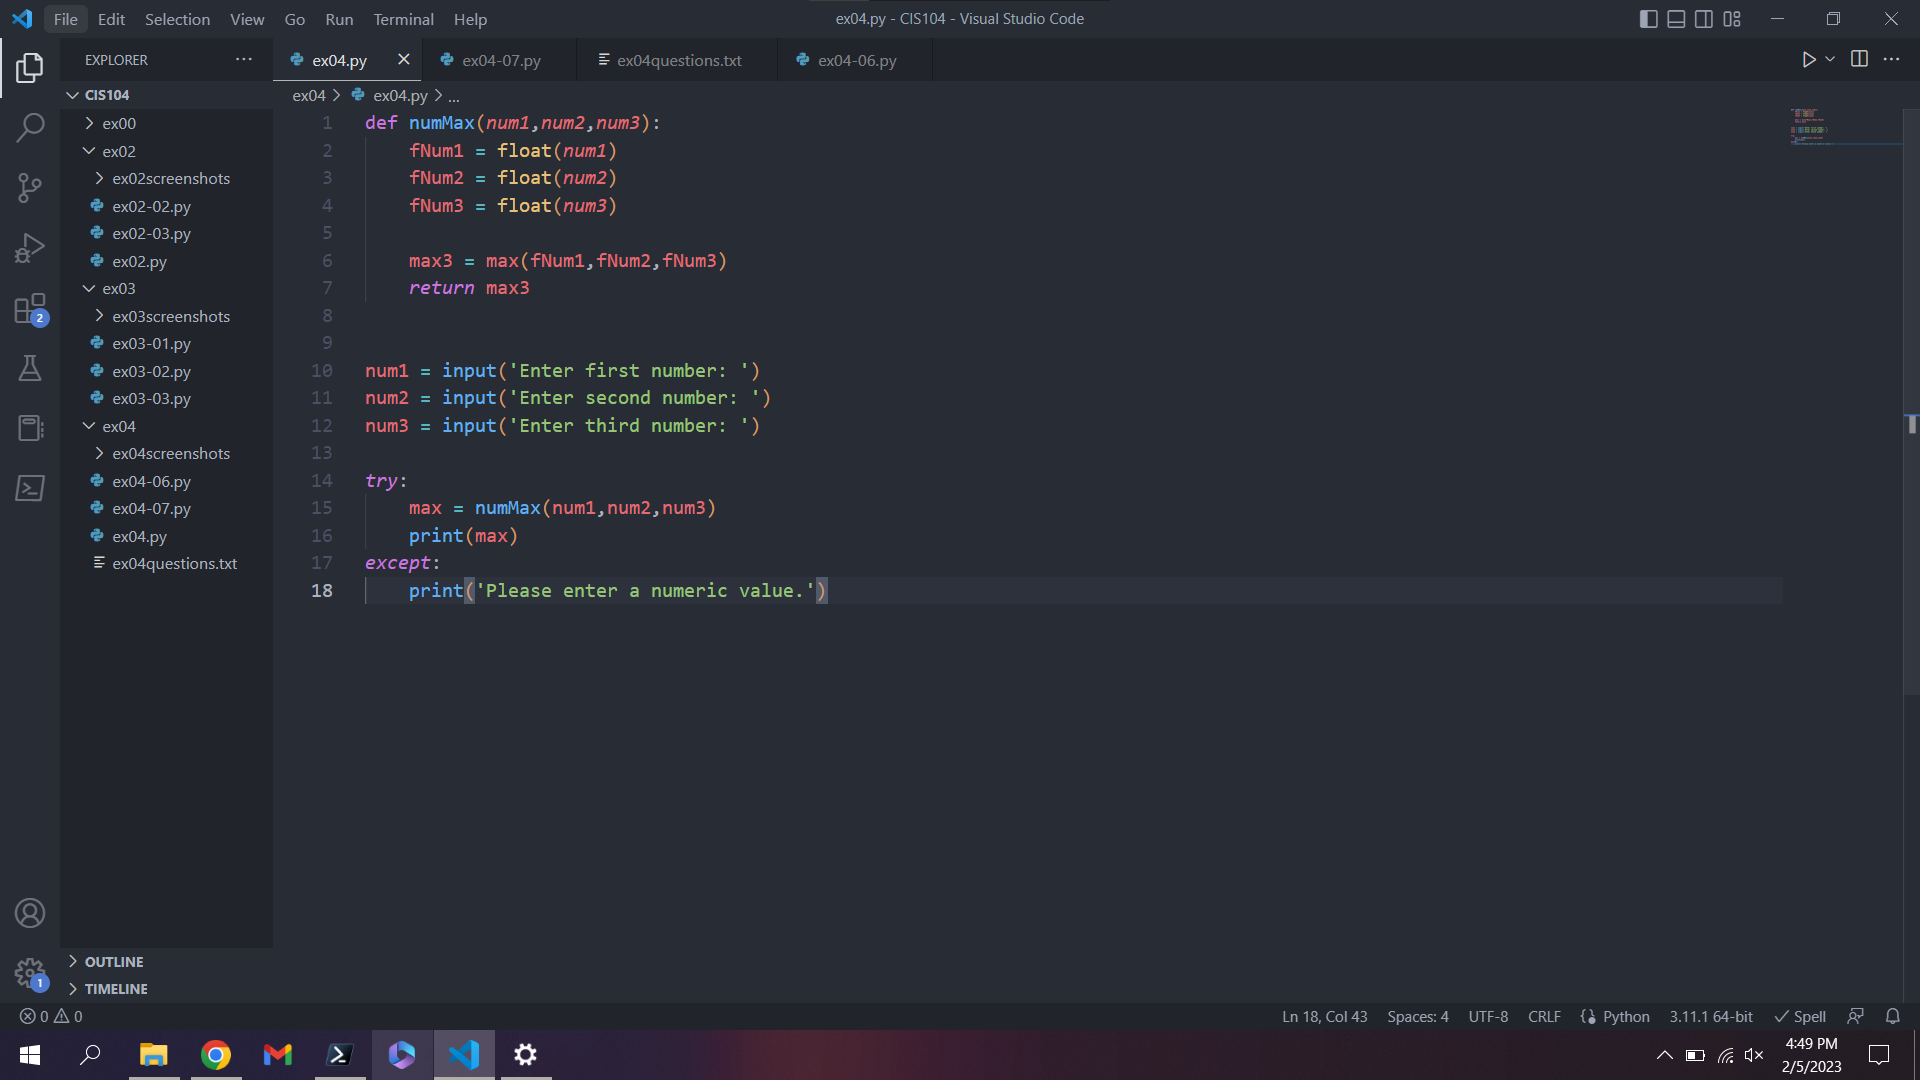 File Edit Selection View Go Run Terminal Help
ex04.py - CIS104 - Visual Studio Code
EXPLORER
ex04.py
ex04-07.py
ex04questions.txt
ex04-06.py
CIS104
ex00
ex02
ex02screenshots
ex02-02.py
ex02-03.py
ex02.py
ex03
ex03screenshots
ex03-01.py
ex03-02.py
ex03-03.py
ex04
ex04screenshots
ex04-06.py
ex04-07.py
ex04.py
ex04questions.txt
OUTLINE
TIMELINE
2
1
ex04 > ex04.py > ...
1 def numMax(num1,num2,num3):
2     fNum1 = float(num1)
3     fNum2 = float(num2)
4     fNum3 = float(num3)
5
6     max3 = max(fNum1,fNum2,fNum3)
7     return max3
8
9
10 num1 = input('Enter first number: ')
11 num2 = input('Enter second number: ')
12 num3 = input('Enter third number: ')
13
14 try:
15     max = numMax(num1,num2,num3)
16     print(max)
17 except:
18     print('Please enter a numeric value.')
0 0
Ln 18, Col 43 Spaces: 4 UTF-8 CRLF Python 3.11.1 64-bit Spell
4:49 PM
2/5/2023